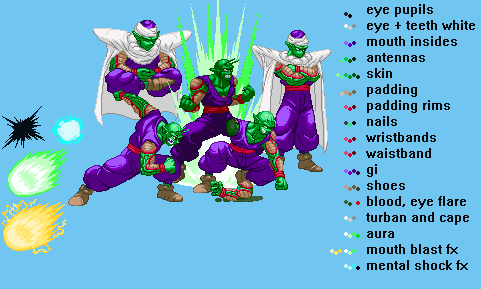 eye pupils
eye + teeth white
mouth insides
antennas
skin
padding
padding rims
nails
wristbands
waistband
gi
shoes
blood, eye flare
turban and cape
aura
mouth blast fx
mental shock fx